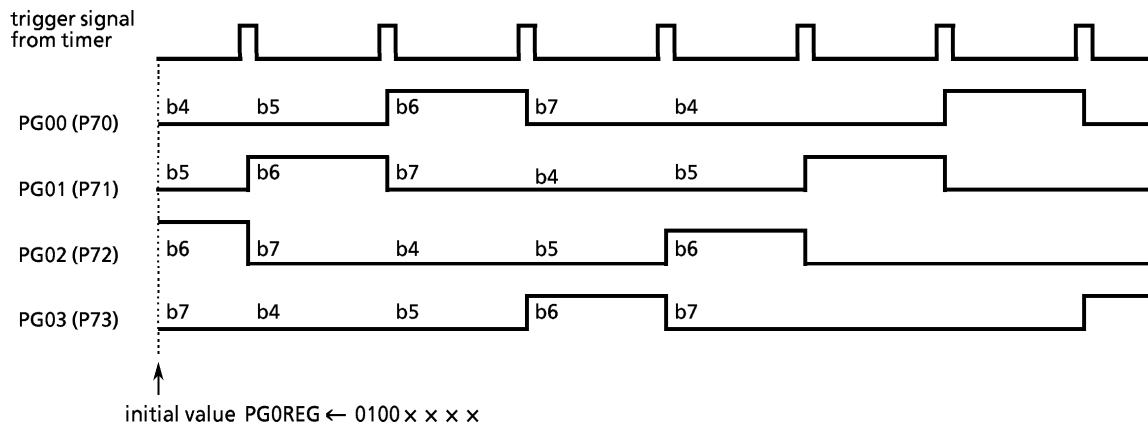 trigger signal
from timer
PG00 (P70) b4 b5 b6 b7 b4
PG01 (P71) b5 b6 b7 b4 b5
PG02 (P72) b6 b7 b4 b5 b6
PG03 (P73) b7 b4 b5 b6 b7
initial value PG0REG ← 0100××××